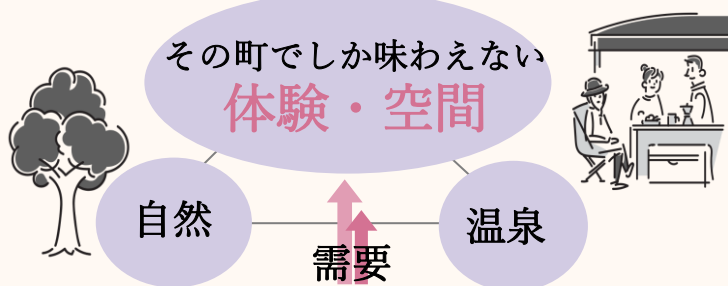 その町でしか味わえない
体験・空間
自然
温泉
需要